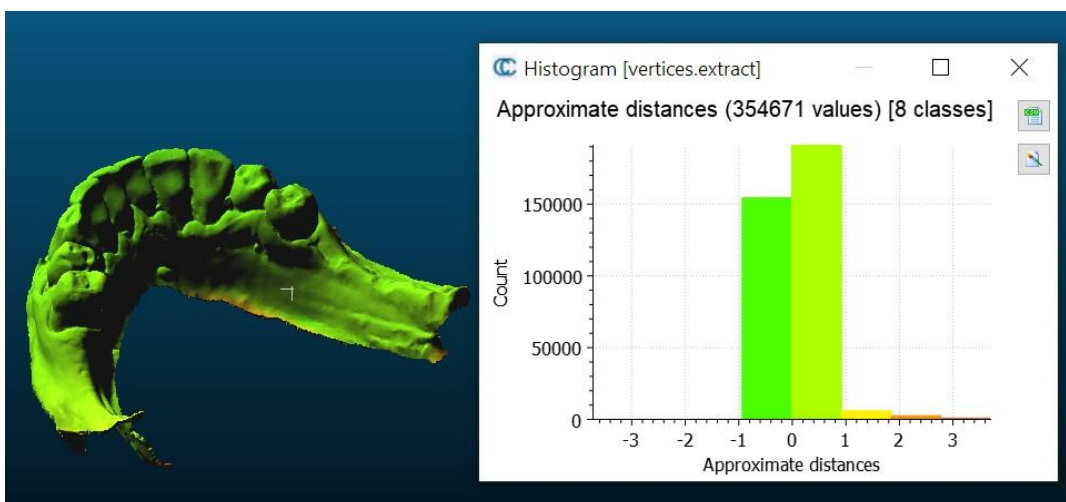 Histogram [vertices.extract]
Approximate distances (354671 values) [8 classes]
CSV
150000
100000
50000
0
Count
-3 -2 -1 0 1 2 3
Approximate distances